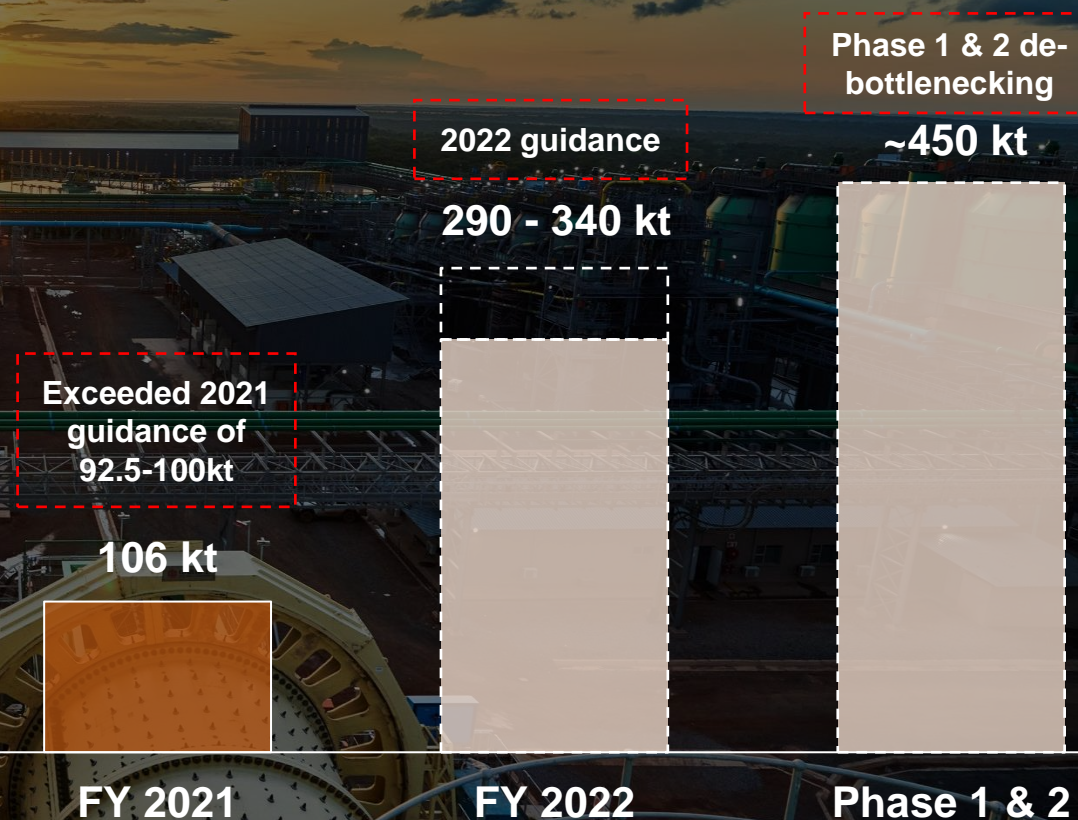 Exceeded 2021
guidance of
92.5-100kt
106 kt
FY 2021
2022 guidance
290 - 340 kt
FY 2022
Phase 1 & 2 de-
bottlenecking
~450 kt
Phase 1 & 2